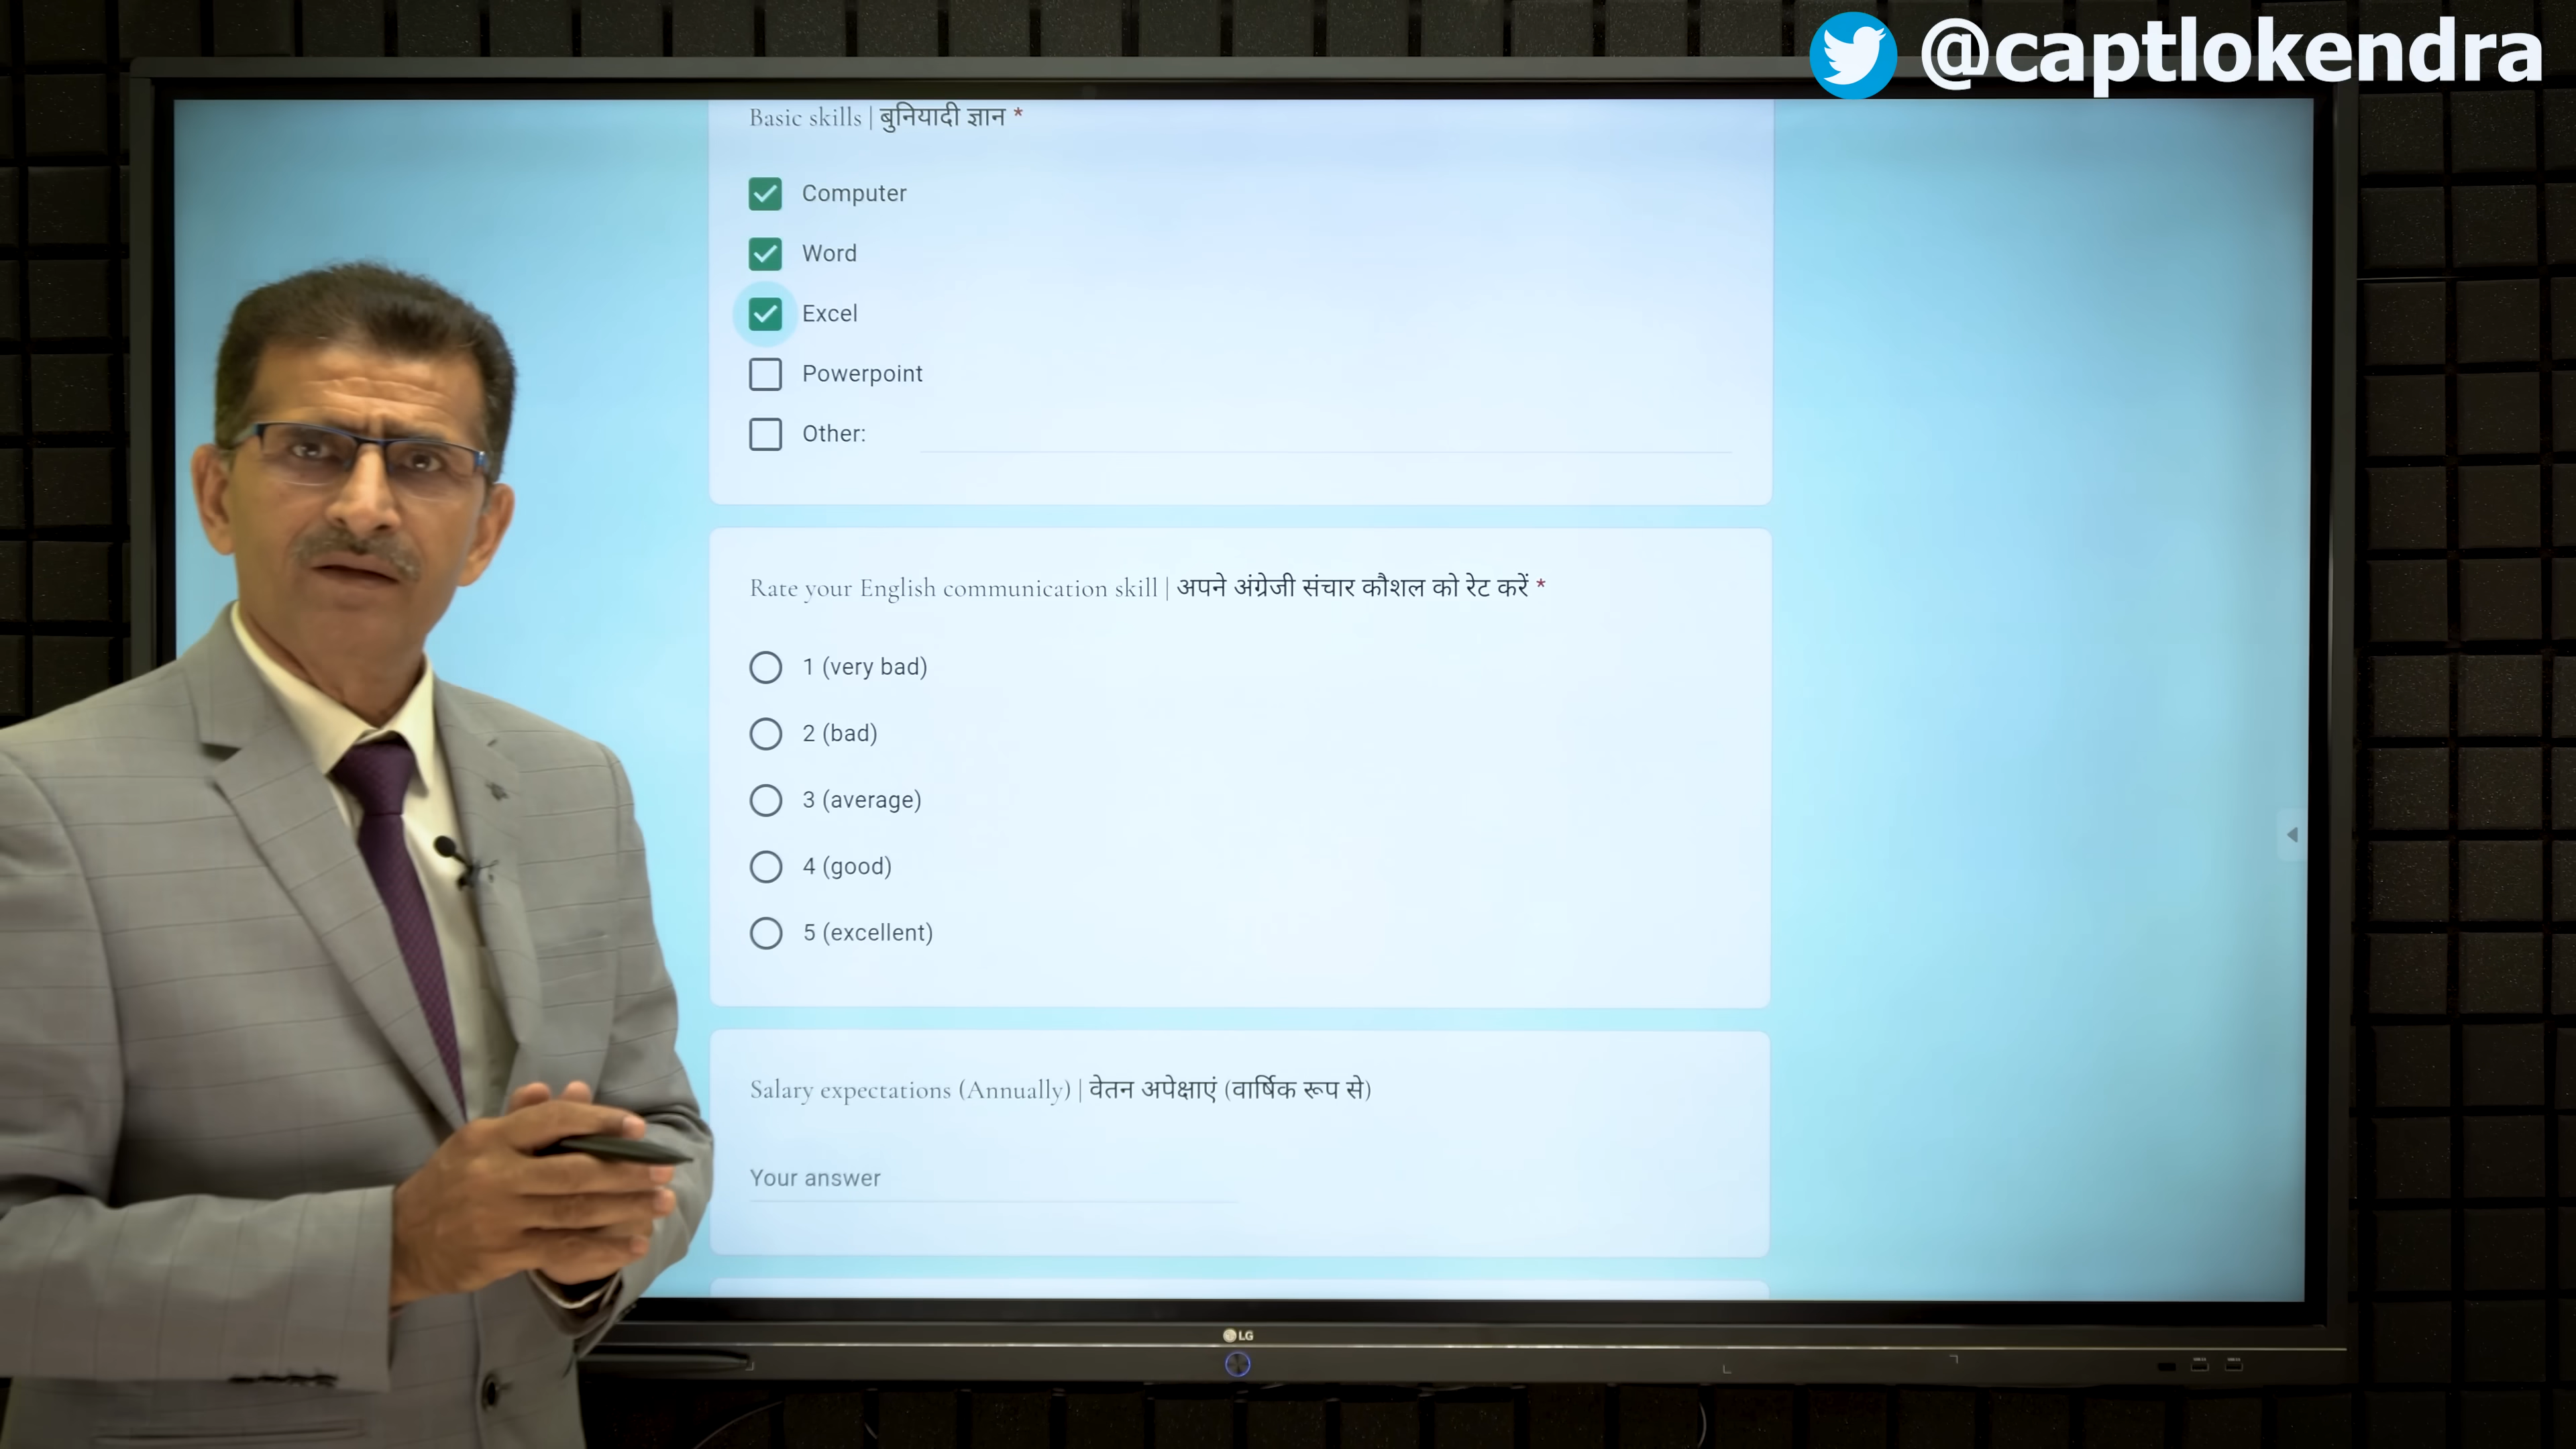 @captlokendra
Basic skills | बुनियादी ज्ञान *
Computer
Word
Excel
Powerpoint
Other:
Rate your English communication skill | अपने अंग्रेजी संचार कौशल को रेट करें *
1 (very bad)
2 (bad)
3 (average)
4 (good)
5 (excellent)
Salary expectations (Annually) | वेतन अपेक्षाएं (वार्षिक रूप से)
Your answer
LG